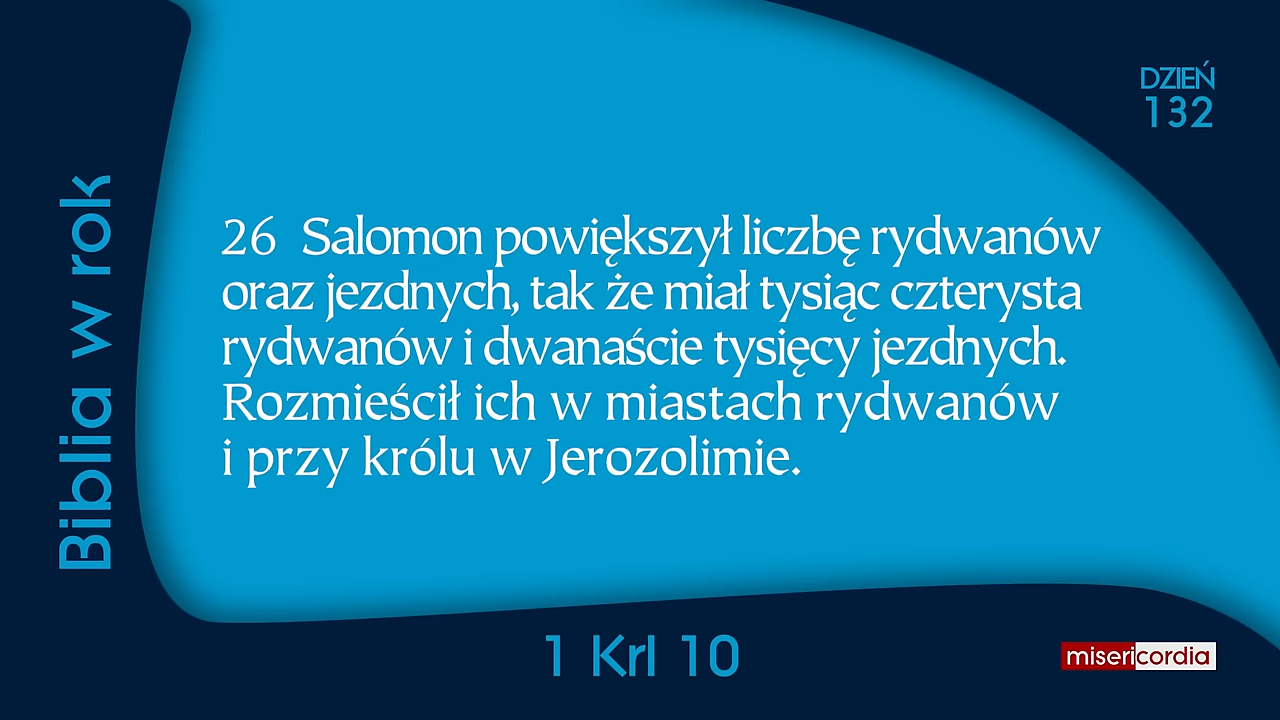 DZIEŃ
132
Biblia w rok
26 Salomon powiększył liczbę rydwanów
oraz jezdnych, tak że miał tysiąc czterysta
rydwanów i dwanaście tysięcy jezdnych.
Rozmieścił ich w miastach rydwanów
i przy królu w Jerozolimie.
1 Krl 10
misericordia